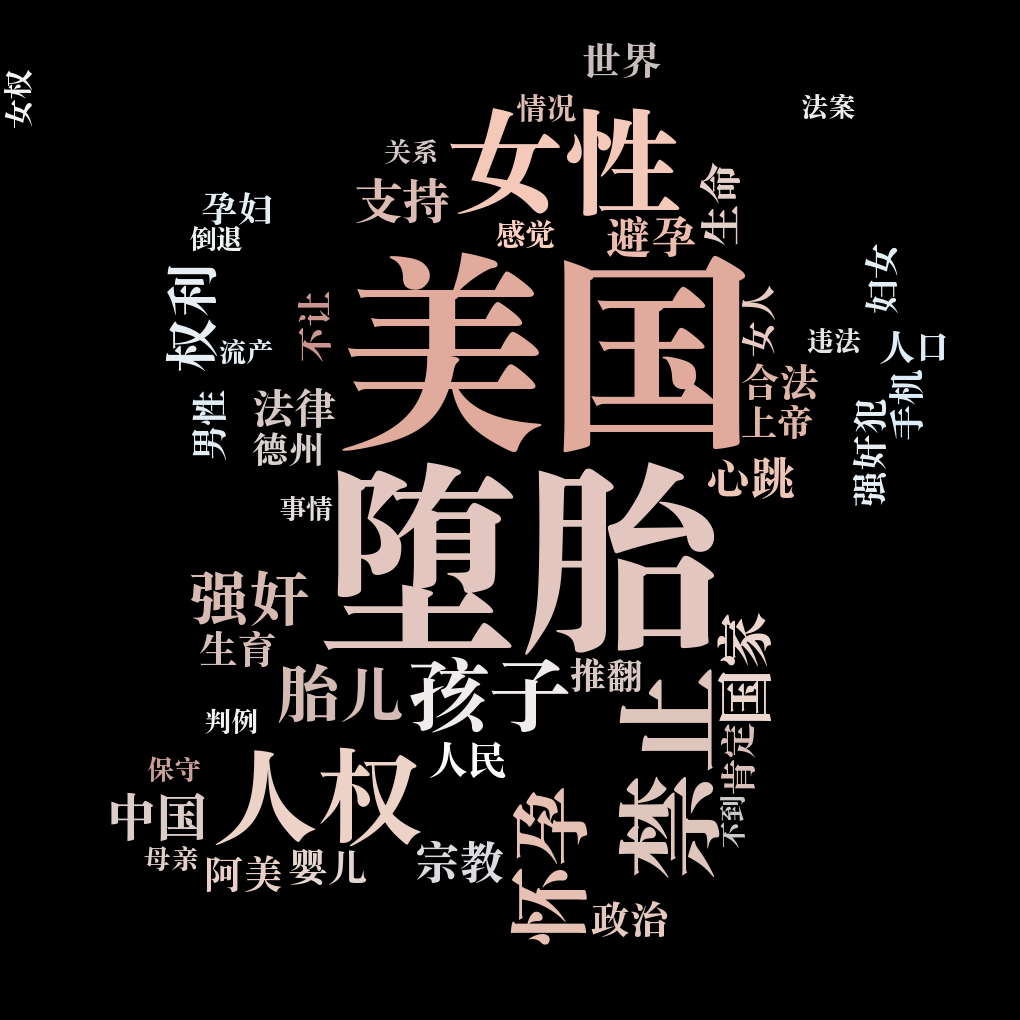 世界
女权
情况
法案
女性
关系
生命
支持
孕妇
感觉
避孕
倒退
妇女
美国
权利
不让
女人
流产
违法
人口
合法
手机
法律
男性
上帝
强奸犯
德州
心跳
堕胎
事情
强奸
国家
生育
胎儿
孩子
推翻
禁止
判例
肯定
人民
人权
保守
中国
怀孕
不到
母亲
阿美
婴儿
宗教
政治